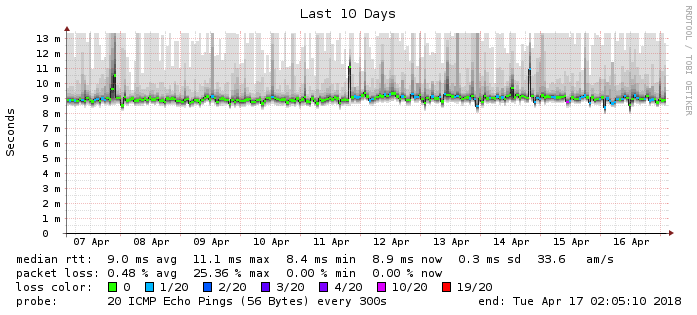 Last 10 Days
RRDTOOL / TOBI OETIKER
Seconds
13 m
12 m
11 m
10 m
9 m
8 m
7 m
6 m
5 m
4 m
3 m
2 m
1 m
0
07 Apr 08 Apr 09 Apr 10 Apr 11 Apr 12 Apr 13 Apr 14 Apr 15 Apr 16 Apr
median rtt: 9.0 ms avg 11.1 ms max 8.4 ms min 8.9 ms now 0.3 ms sd 33.6 am/s
packet loss: 0.48 % avg 25.36 % max 0.00 % min 0.00 % now
loss color: 0 1/20 2/20 3/20 4/20 10/20 19/20
probe: 20 ICMP Echo Pings (56 Bytes) every 300s end: Tue Apr 17 02:05:10 2018